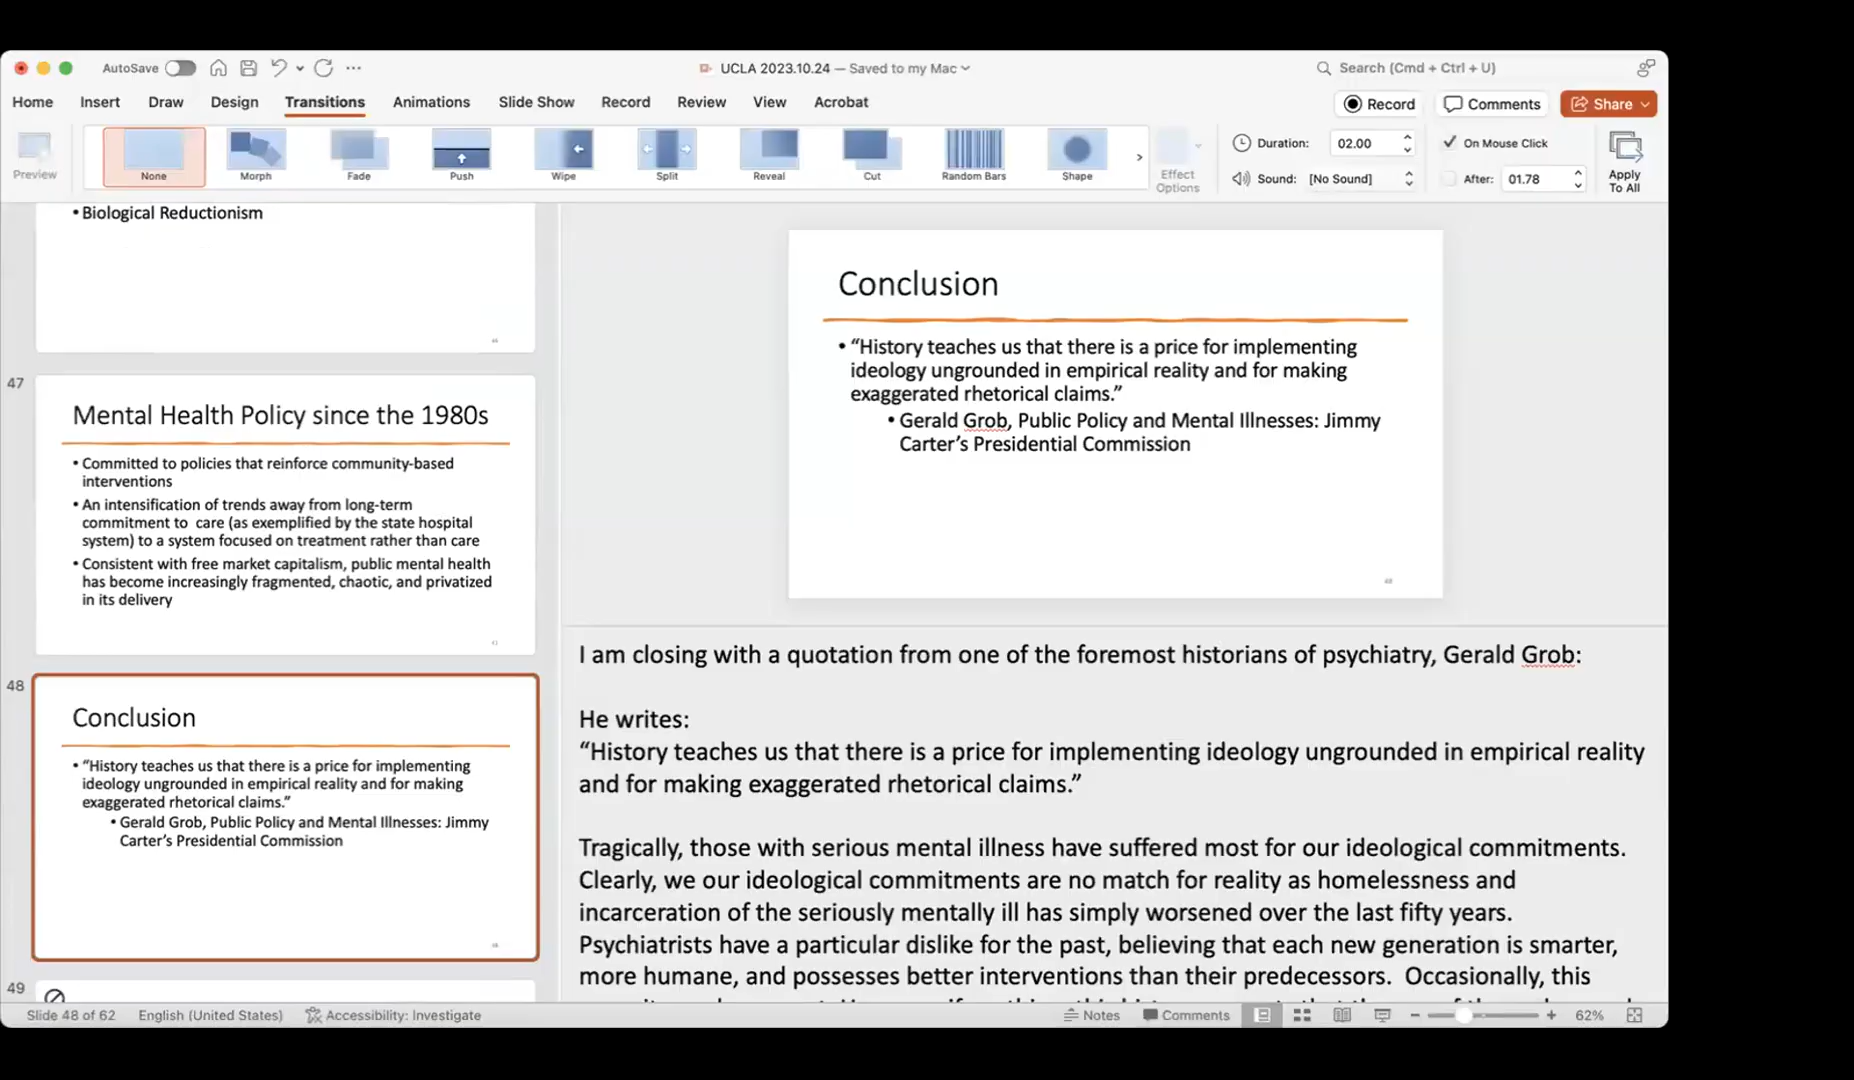 AutoSave
UCLA 2023.10.24 — Saved to my Mac
Search (Cmd + Ctrl + U)
Home Insert Draw Design Transitions Animations Slide Show Record Review View Acrobat
Record Comments Share
Preview
None Morph Fade Push Wipe Split Reveal Cut Random Bars Shape
Effect
Options
Duration: 02.00
Sound: [No Sound]
On Mouse Click
After: 01.78
Apply
To All
• Biological Reductionism
47
Mental Health Policy since the 1980s
• Committed to policies that reinforce community-based
interventions
• An intensification of trends away from long-term
commitment to  care (as exemplified by the state hospital
system) to a system focused on treatment rather than care
• Consistent with free market capitalism, public mental health
has become increasingly fragmented, chaotic, and privatized
in its delivery
48
Conclusion
• “History teaches us that there is a price for implementing
ideology ungrounded in empirical reality and for making
exaggerated rhetorical claims.”
• Gerald Grob, Public Policy and Mental Illnesses: Jimmy
Carter’s Presidential Commission
49
Conclusion
• “History teaches us that there is a price for implementing
ideology ungrounded in empirical reality and for making
exaggerated rhetorical claims.”
• Gerald Grob, Public Policy and Mental Illnesses: Jimmy
Carter’s Presidential Commission
I am closing with a quotation from one of the foremost historians of psychiatry, Gerald Grob:
He writes:
“History teaches us that there is a price for implementing ideology ungrounded in empirical reality
and for making exaggerated rhetorical claims.”
Tragically, those with serious mental illness have suffered most for our ideological commitments.
Clearly, we our ideological commitments are no match for reality as homelessness and
incarceration of the seriously mentally ill has simply worsened over the last fifty years.
Psychiatrists have a particular dislike for the past, believing that each new generation is smarter,
more humane, and possesses better interventions than their predecessors.  Occasionally, this
Slide 48 of 62 English (United States) Accessibility: Investigate
Notes Comments 62%